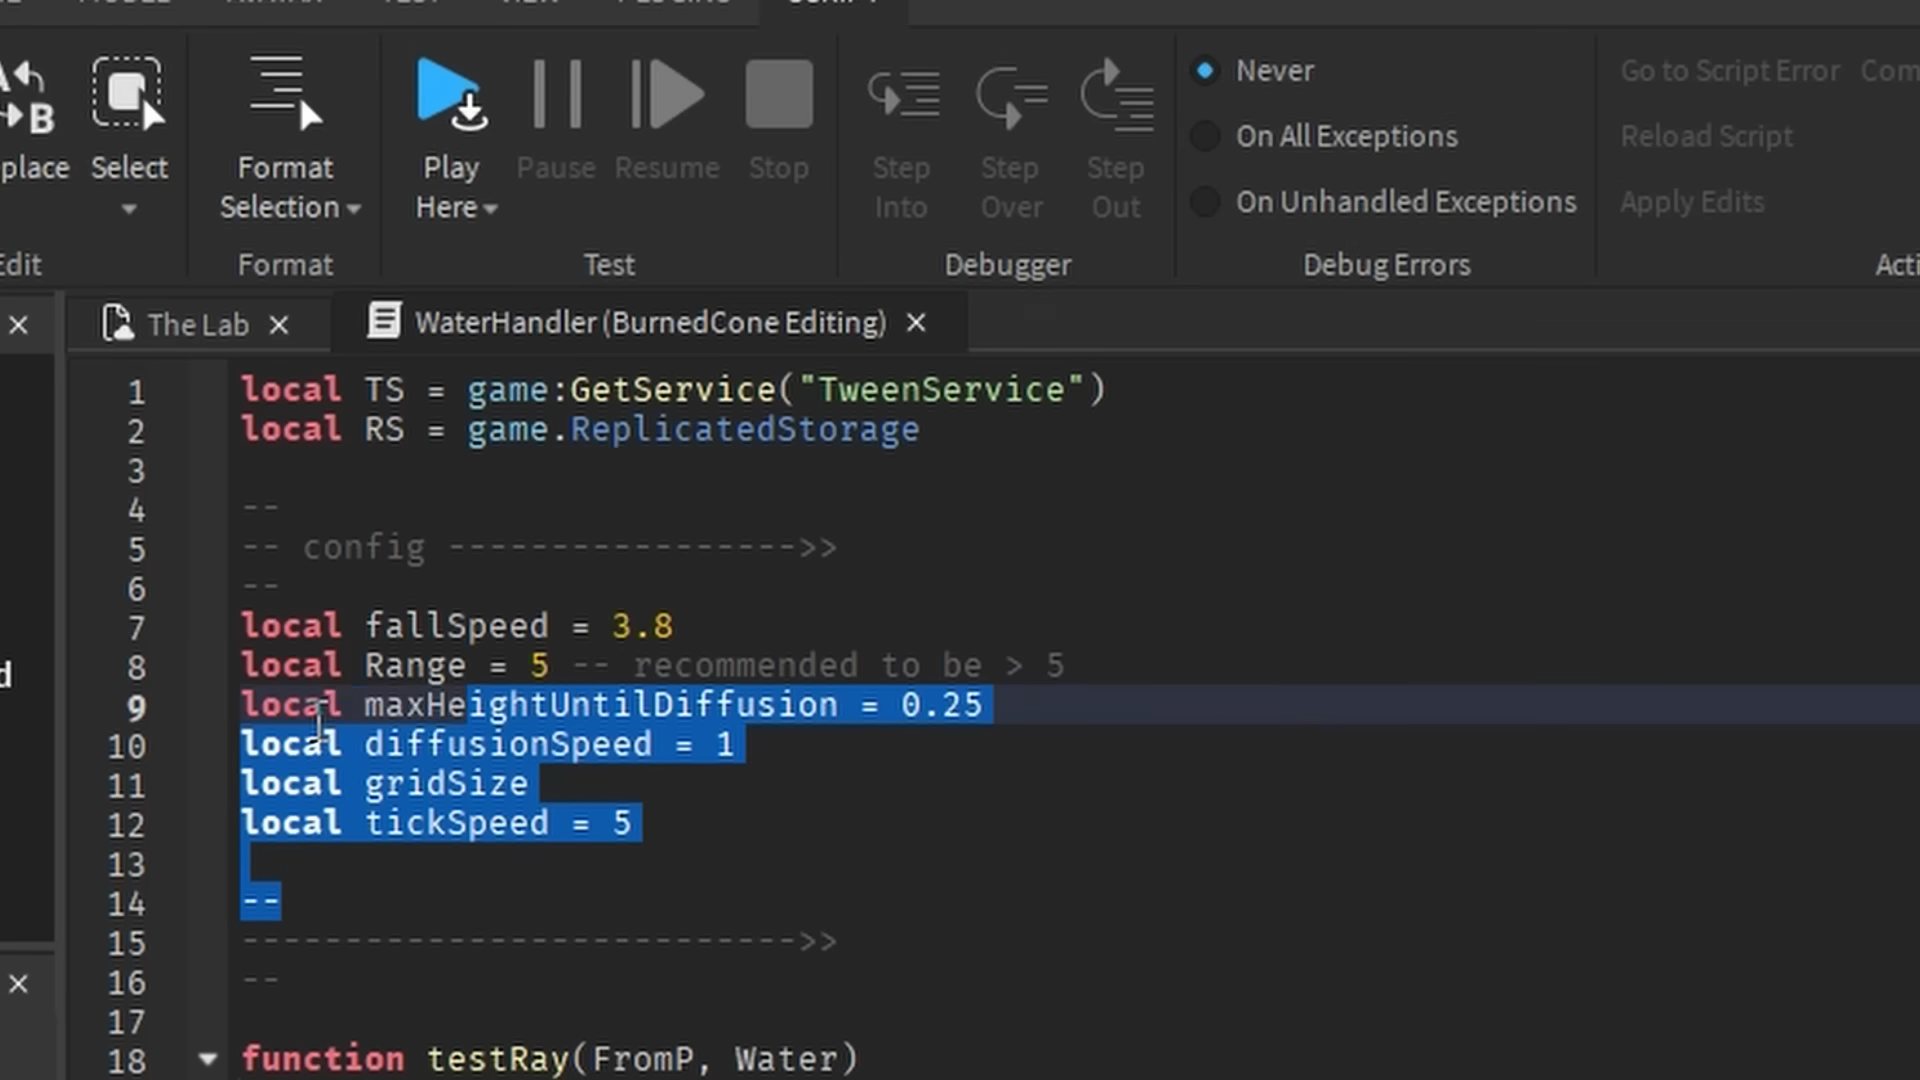 SCRIPT
place
Select
Edit
Format
Selection
Format
Play
Here
Pause
Resume
Stop
Test
Step
Into
Step
Over
Step
Out
Debugger
Never
On All Exceptions
On Unhandled Exceptions
Debug Errors
Go to Script Error
Com
Reload Script
Apply Edits
Acti
The Lab
WaterHandler (BurnedCone Editing)
d
1 local TS = game:GetService("TweenService")
2 local RS = game.ReplicatedStorage
3
4 --
5 -- config ----------------->>
6 --
7 local fallSpeed = 3.8
8 local Range = 5 -- recommended to be > 5
9 local maxHeightUntilDiffusion = 0.25
10 local diffusionSpeed = 1
11 local gridSize
12 local tickSpeed = 5
13
14 --
15 --------------------------->>
16 --
17
18 function testRay(FromP, Water)